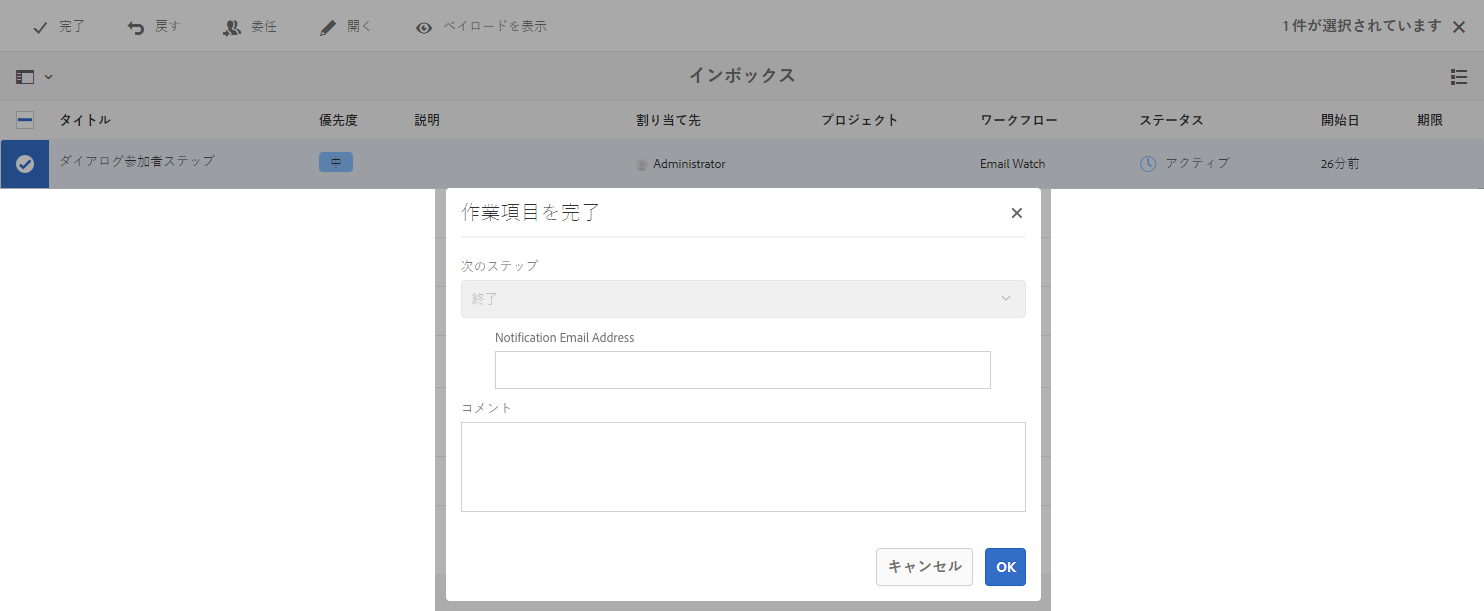 完了 戻す 委任 開く ペイロードを表示 1 件が選択されています
インボックス
タイトル 優先度 説明 割り当て先 プロジェクト ワークフロー ステータス 開始日 期限
ダイアログ参加者ステップ 中 Administrator Email Watch アクティブ 26分前
作業項目を完了
次のステップ
終了
Notification Email Address
コメント
キャンセル OK